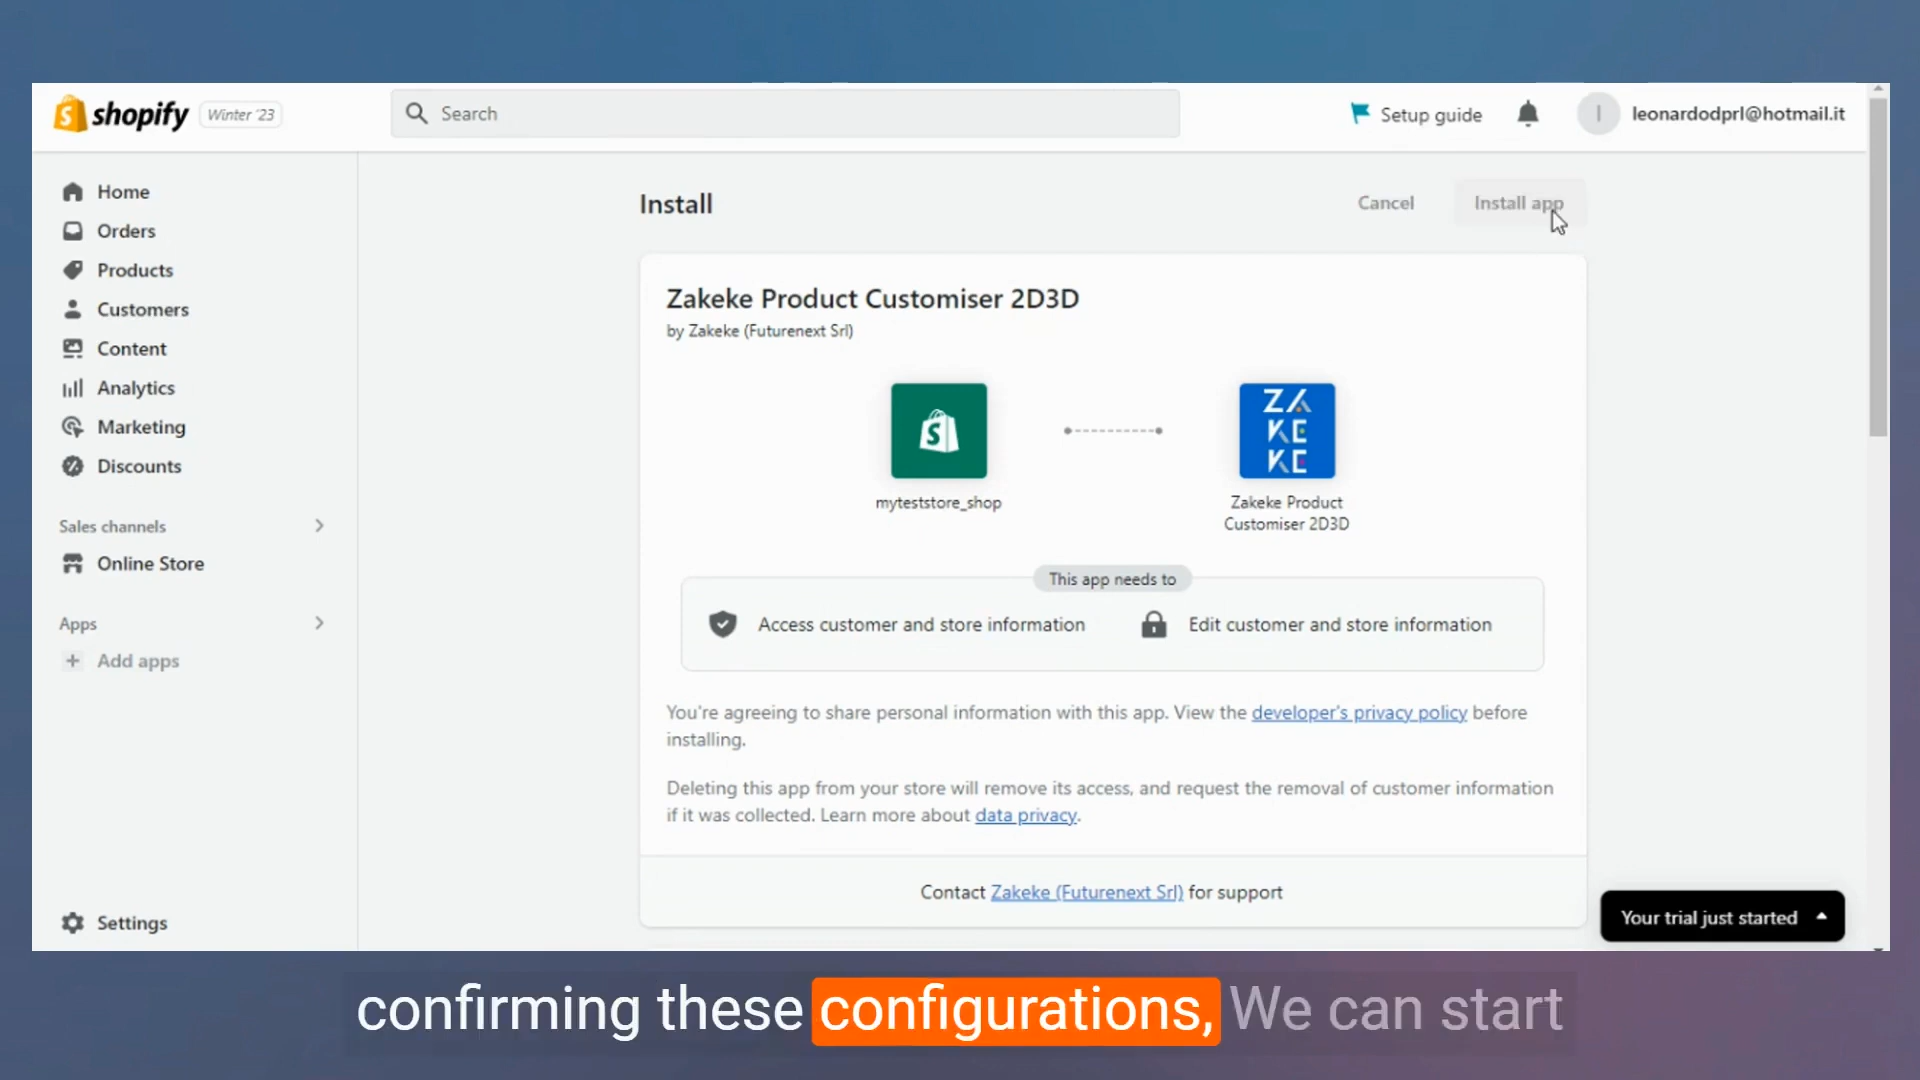 shopify
Winter '23
Search
Setup guide
l
leonardodprl@hotmail.it
Home
Orders
Products
Customers
Content
Analytics
Marketing
Discounts
Sales channels
Online Store
Apps
Add apps
Settings
Install
Cancel
Install app
Zakeke Product Customiser 2D3D
by Zakeke (Futurenext Srl)
S
myteststore_shop
ZA
KE
KE
Zakeke Product
Customiser 2D3D
This app needs to
Access customer and store information
Edit customer and store information
You're agreeing to share personal information with this app. View the developer's privacy policy before
installing.
Deleting this app from your store will remove its access, and request the removal of customer information
if it was collected. Learn more about data privacy.
Contact Zakeke (Futurenext Srl) for support
Your trial just started
confirming these configurations, We can start